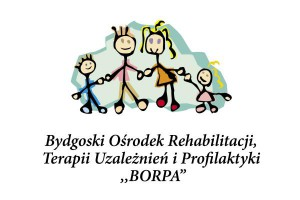 Bydgoski Ośrodek Rehabilitacji,
Terapii Uzależnień i Profilaktyki
,,BORPA”